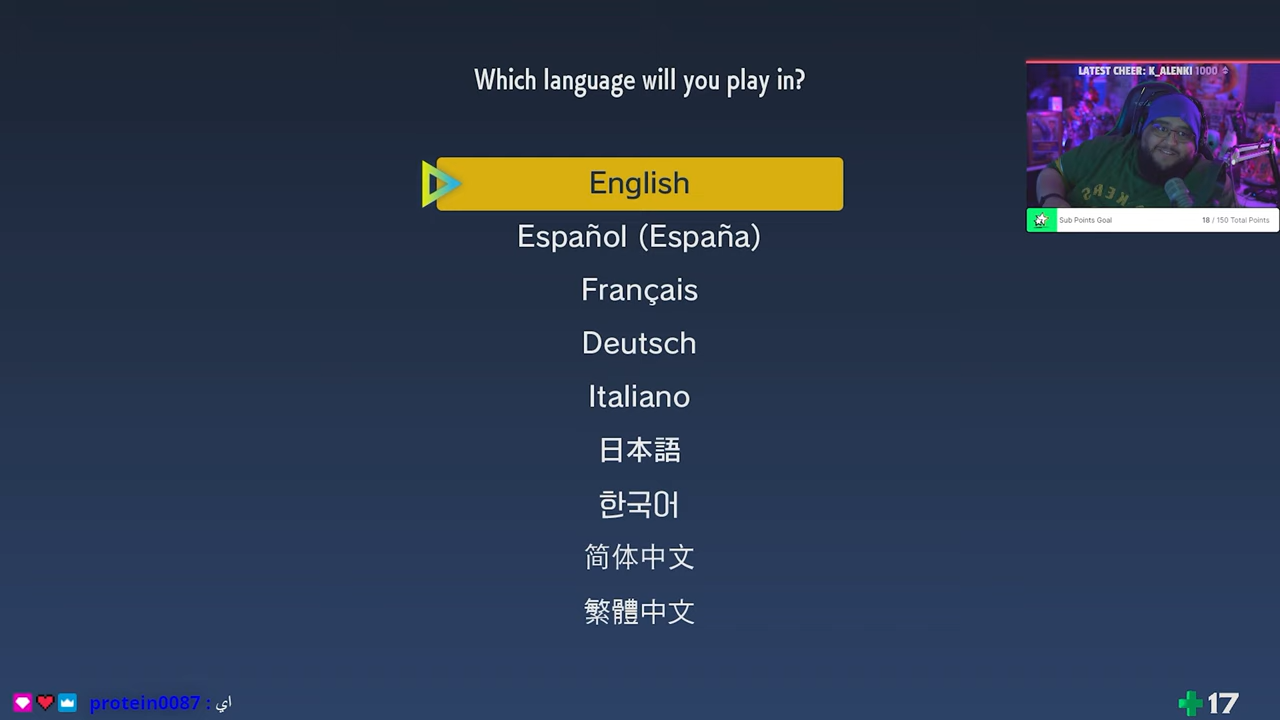 Which language will you play in?
LATEST CHEER: K_ALENKI 1000
English
Español (España)
Sub Points Goal
18 / 150 Total Points
Français
Deutsch
Italiano
日本語
한국어
简体中文
繁體中文
protein0087 : اي
17